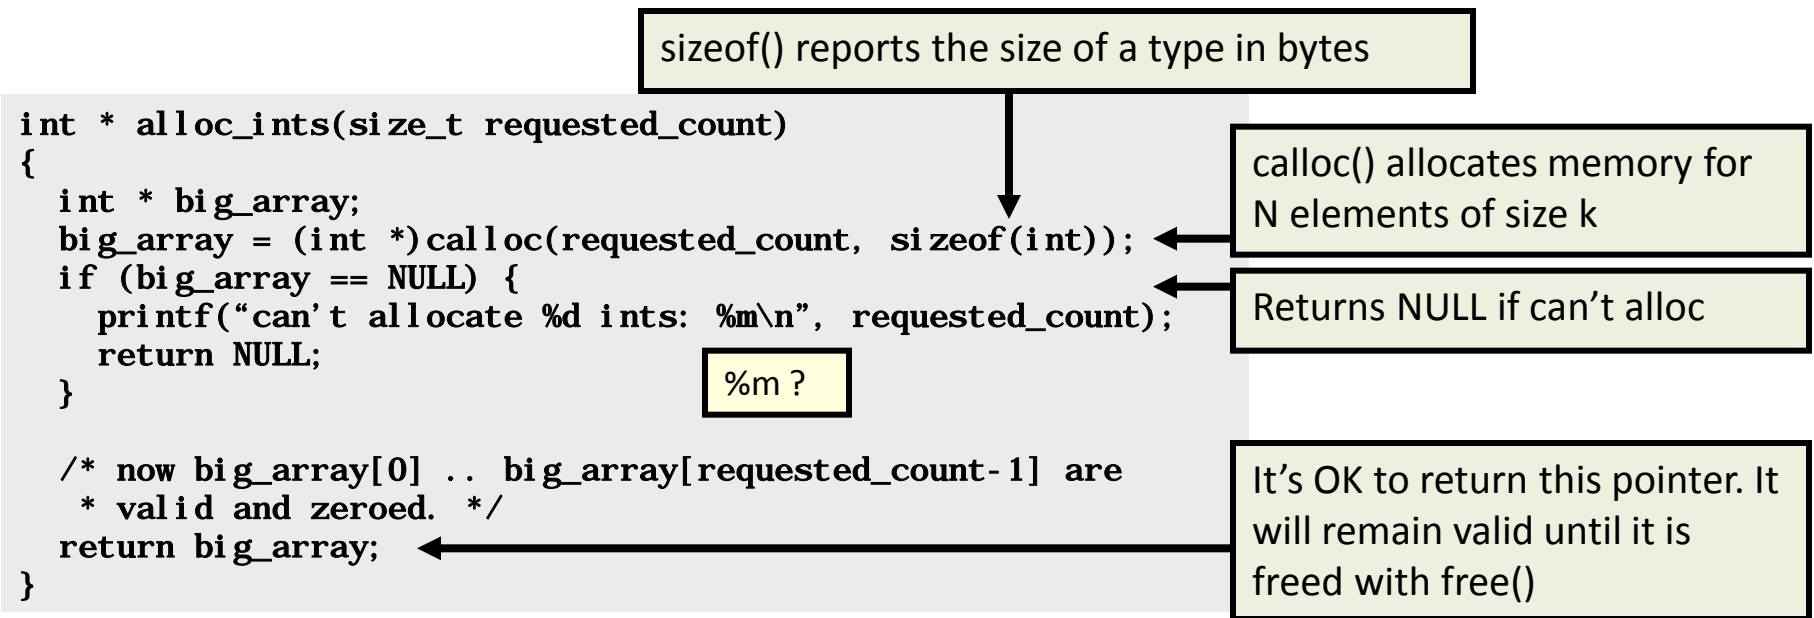 sizeof() reports the size of a type in bytes
int * alloc_ints(size_t requested_count)
{
  int * big_array;
  big_array = (int *)calloc(requested_count, sizeof(int));
  if (big_array == NULL) {
    printf(“can't allocate %d ints: %m\n”, requested_count);
    return NULL;
  }
%m ?
  /* now big_array[0] .. big_array[requested_count-1] are
   * valid and zeroed. */
  return big_array;
}
calloc() allocates memory for
N elements of size k
Returns NULL if can’t alloc
It’s OK to return this pointer. It
will remain valid until it is
freed with free()